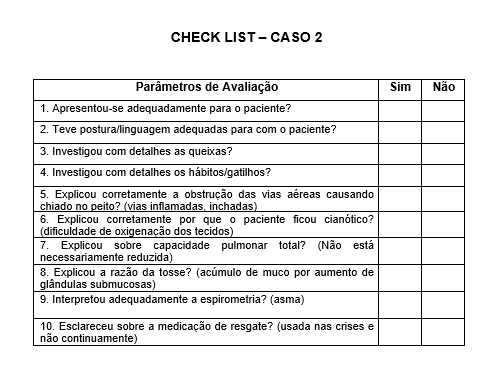 CHECK LIST – CASO 2
Parâmetros de Avaliação Sim Não
1. Apresentou-se adequadamente para o paciente?
2. Teve postura/linguagem adequadas para com o paciente?
3. Investigou com detalhes as queixas?
4. Investigou com detalhes os hábitos/gatilhos?
5. Explicou corretamente a obstrução das vias aéreas causando
chiado no peito? (vias inflamadas, inchadas)
6. Explicou corretamente por que o paciente ficou cianótico?
(dificuldade de oxigenação dos tecidos)
7. Explicou sobre capacidade pulmonar total? (Não está
necessariamente reduzida)
8. Explicou a razão da tosse? (acúmulo de muco por aumento de
glândulas submucosas)
9. Interpretou adequadamente a espirometria? (asma)
10. Esclareceu sobre a medicação de resgate? (usada nas crises e
não continuamente)